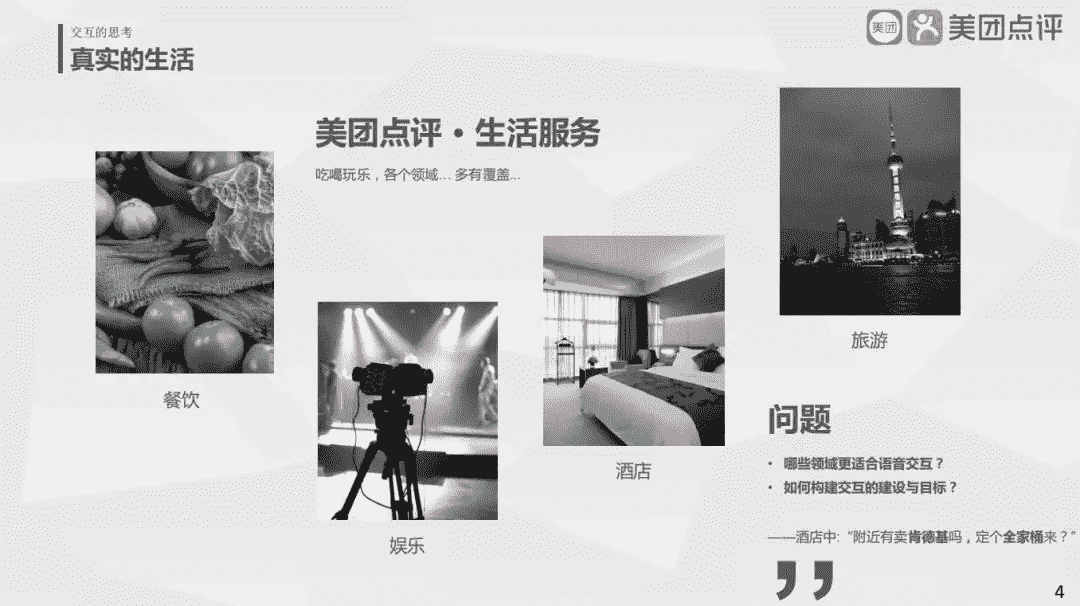 交互的思考
真实的生活
美团 美团点评
美团点评·生活服务
吃喝玩乐，各个领域... 多有覆盖...
餐饮
娱乐
酒店
旅游
问题
• 哪些领域更适合语音交互？
• 如何构建交互的建设与目标？
——酒店中:“附近有卖肯德基吗，定个全家桶来？”
”
4